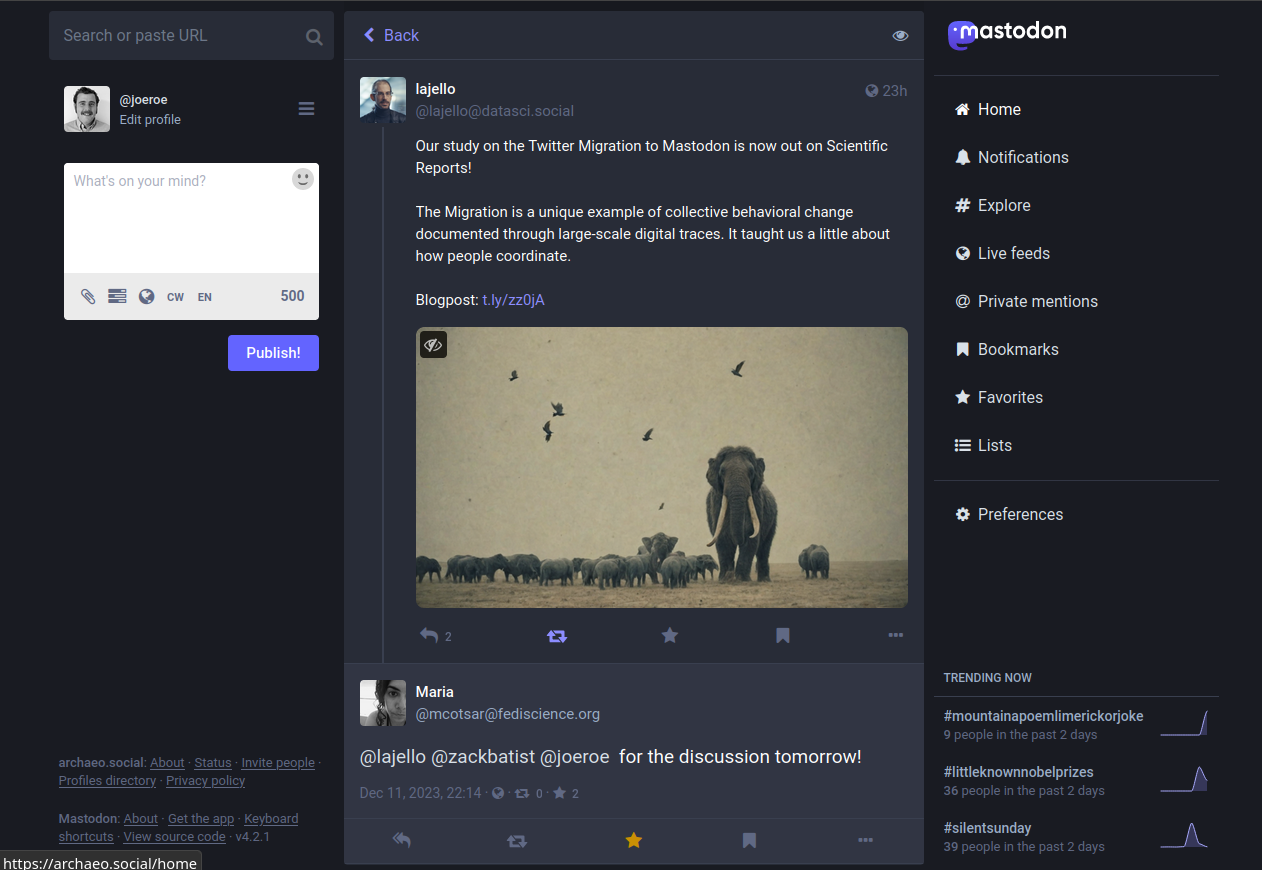 Search or paste URL
@joeroe
Edit profile
What's on your mind?
CW EN 500
Publish!
archaeo.social: About · Status · Invite people ·
Profiles directory · Privacy policy
Mastodon: About · Get the app · Keyboard
shortcuts · View source code · v4.2.1
https://archaeo.social/home
Back
lajello
23h
@lajello@datasci.social
Our study on the Twitter Migration to Mastodon is now out on Scientific
Reports!
The Migration is a unique example of collective behavioral change
documented through large-scale digital traces. It taught us a little about
how people coordinate.
Blogpost: t.ly/zz0jA
2
Maria
@mcotsar@fediscience.org
@lajello @zackbatist @joeroe for the discussion tomorrow!
Dec 11, 2023, 22:14 · · 0 · 2
mastodon
Home
Notifications
# Explore
Live feeds
@ Private mentions
Bookmarks
Favorites
Lists
Preferences
TRENDING NOW
#mountainapoemlimerickorjoke
9 people in the past 2 days
#littleknownnobelprizes
36 people in the past 2 days
#silentsunday
39 people in the past 2 days